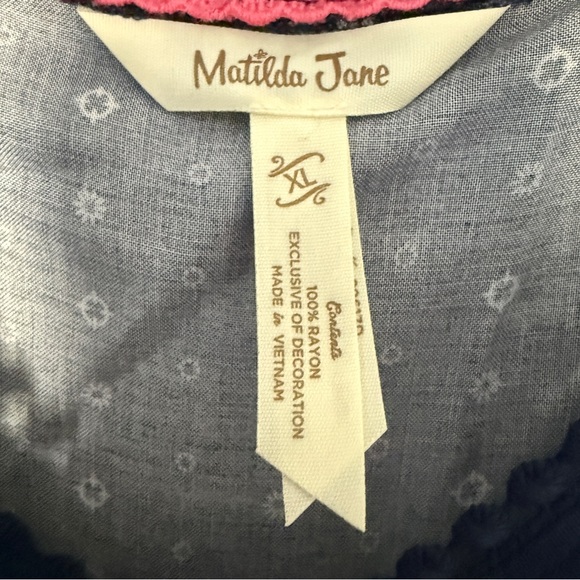 Matilda Jane
XL
Contents
100% RAYON
EXCLUSIVE OF DECORATION
MADE in VIETNAM